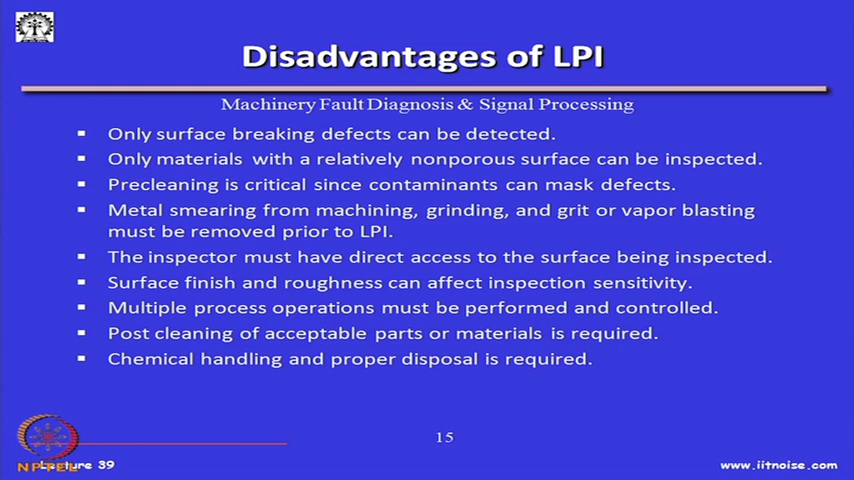 Disadvantages of LPI
Machinery Fault Diagnosis & Signal Processing
▪ Only surface breaking defects can be detected.
▪ Only materials with a relatively nonporous surface can be inspected.
▪ Precleaning is critical since contaminants can mask defects.
▪ Metal smearing from machining, grinding, and grit or vapor blasting
must be removed prior to LPI.
▪ The inspector must have direct access to the surface being inspected.
▪ Surface finish and roughness can affect inspection sensitivity.
▪ Multiple process operations must be performed and controlled.
▪ Post cleaning of acceptable parts or materials is required.
▪ Chemical handling and proper disposal is required.
15
NPTEL
Lecture 39
www.iitnoise.com